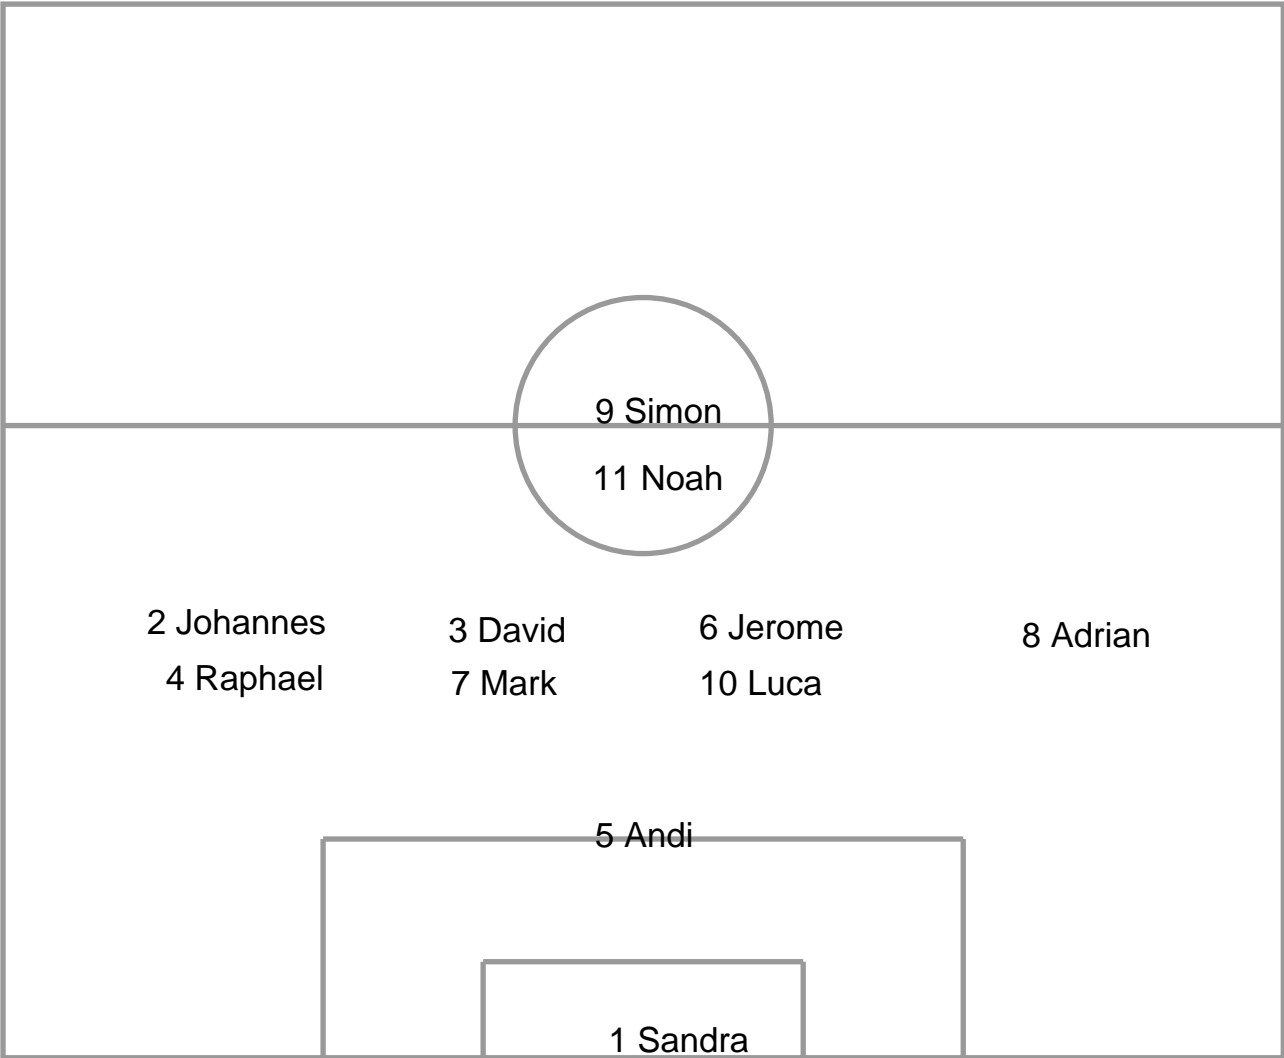 9 Simon
11 Noah
2 Johannes
3 David
6 Jerome
8 Adrian
4 Raphael
7 Mark
10 Luca
5 Andi
1 Sandra